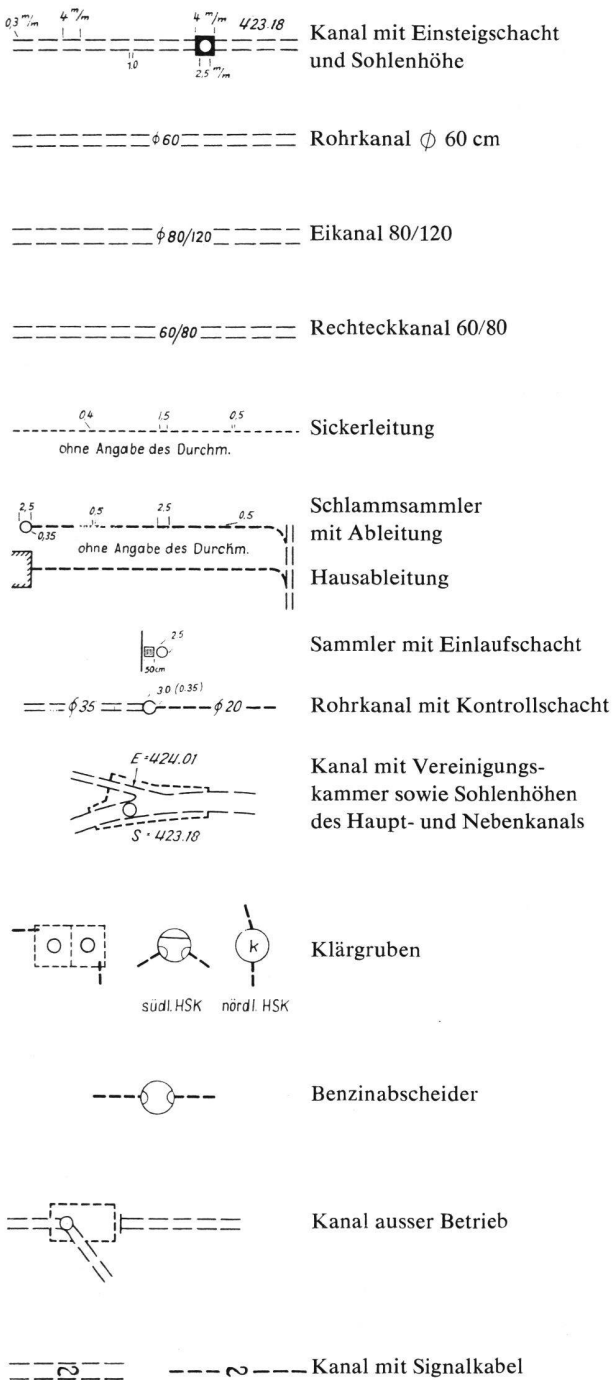 0,3 m/m 4 m/m 4 m/m 423.18
1.0 2,5 m/m
Kanal mit Einsteigschacht
und Sohlenhöhe
ϕ60
Rohrkanal ϕ 60 cm
ϕ80/120
Eikanal 80/120
60/80
Rechteckkanal 60/80
0,4 1,5 0,5
Sickerleitung
ohne Angabe des Durchm.
2,5 0,5 2,5 0,5
0,35
Schlammsammler
mit Ableitung
ohne Angabe des Durchm.
Hausableitung
2.5
50cm
Sammler mit Einlaufschacht
ϕ35 3.0 (0.35) ϕ20
Rohrkanal mit Kontrollschacht
E=424.01
S=423.18
Kanal mit Vereinigungs-
kammer sowie Sohlenhöhen
des Haupt- und Nebenkanals
k
Klärgruben
südl. HSK nördl. HSK
Benzinabscheider
Kanal ausser Betrieb
Kanal mit Signalkabel